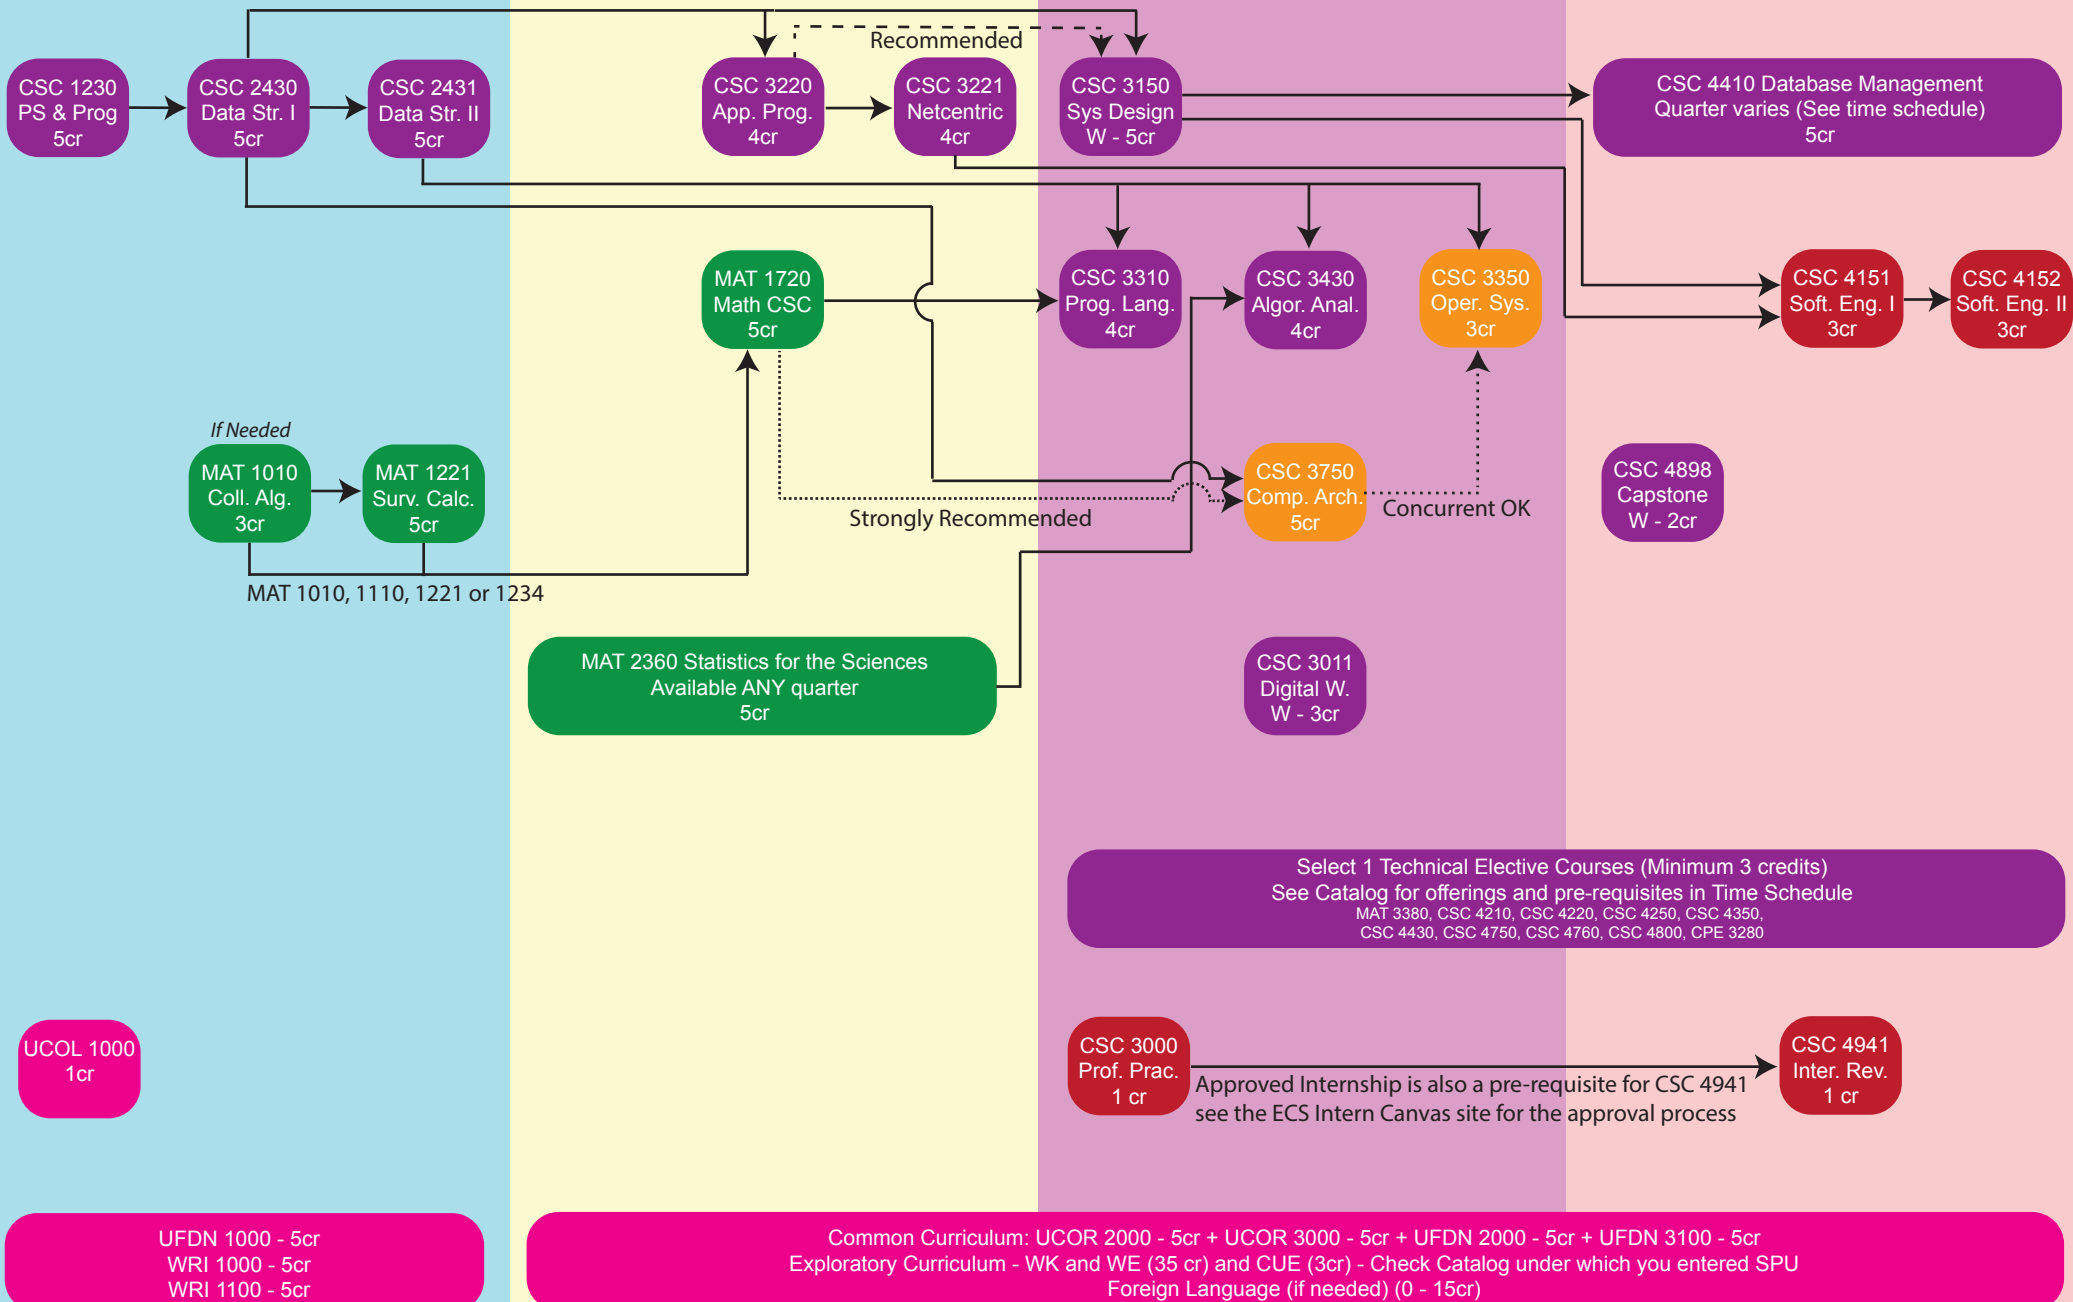 Recommended
CSC 1230
PS & Prog
5cr
CSC 2430
Data Str. I
5cr
CSC 2431
Data Str. II
5cr
CSC 3220
App. Prog.
4cr
CSC 3221
Netcentric
4cr
CSC 3150
Sys Design
W - 5cr
CSC 4410 Database Management
Quarter varies (See time schedule)
5cr
MAT 1720
Math CSC
5cr
CSC 3310
Prog. Lang.
4cr
CSC 3430
Algor. Anal.
4cr
CSC 3350
Oper. Sys.
3cr
CSC 4151
Soft. Eng. I
3cr
CSC 4152
Soft. Eng. II
3cr
If Needed
MAT 1010
Coll. Alg.
3cr
MAT 1221
Surv. Calc.
5cr
Strongly Recommended
CSC 3750
Comp. Arch.
5cr
Concurrent OK
CSC 4898
Capstone
W - 2cr
MAT 1010, 1110, 1221 or 1234
MAT 2360 Statistics for the Sciences
Available ANY quarter
5cr
CSC 3011
Digital W.
W - 3cr
Select 1 Technical Elective Courses (Minimum 3 credits)
See Catalog for offerings and pre-requisites in Time Schedule
MAT 3380, CSC 4210, CSC 4220, CSC 4250, CSC 4350,
CSC 4430, CSC 4750, CSC 4760, CSC 4800, CPE 3280
UCOL 1000
1cr
CSC 3000
Prof. Prac.
1 cr
Approved Internship is also a pre-requisite for CSC 4941
see the ECS Intern Canvas site for the approval process
CSC 4941
Inter. Rev.
1 cr
UFDN 1000 - 5cr
WRI 1000 - 5cr
WRI 1100 - 5cr
Common Curriculum: UCOR 2000 - 5cr + UCOR 3000 - 5cr + UFDN 2000 - 5cr + UFDN 3100 - 5cr
Exploratory Curriculum - WK and WE (35 cr) and CUE (3cr) - Check Catalog under which you entered SPU
Foreign Language (if needed) (0 - 15cr)